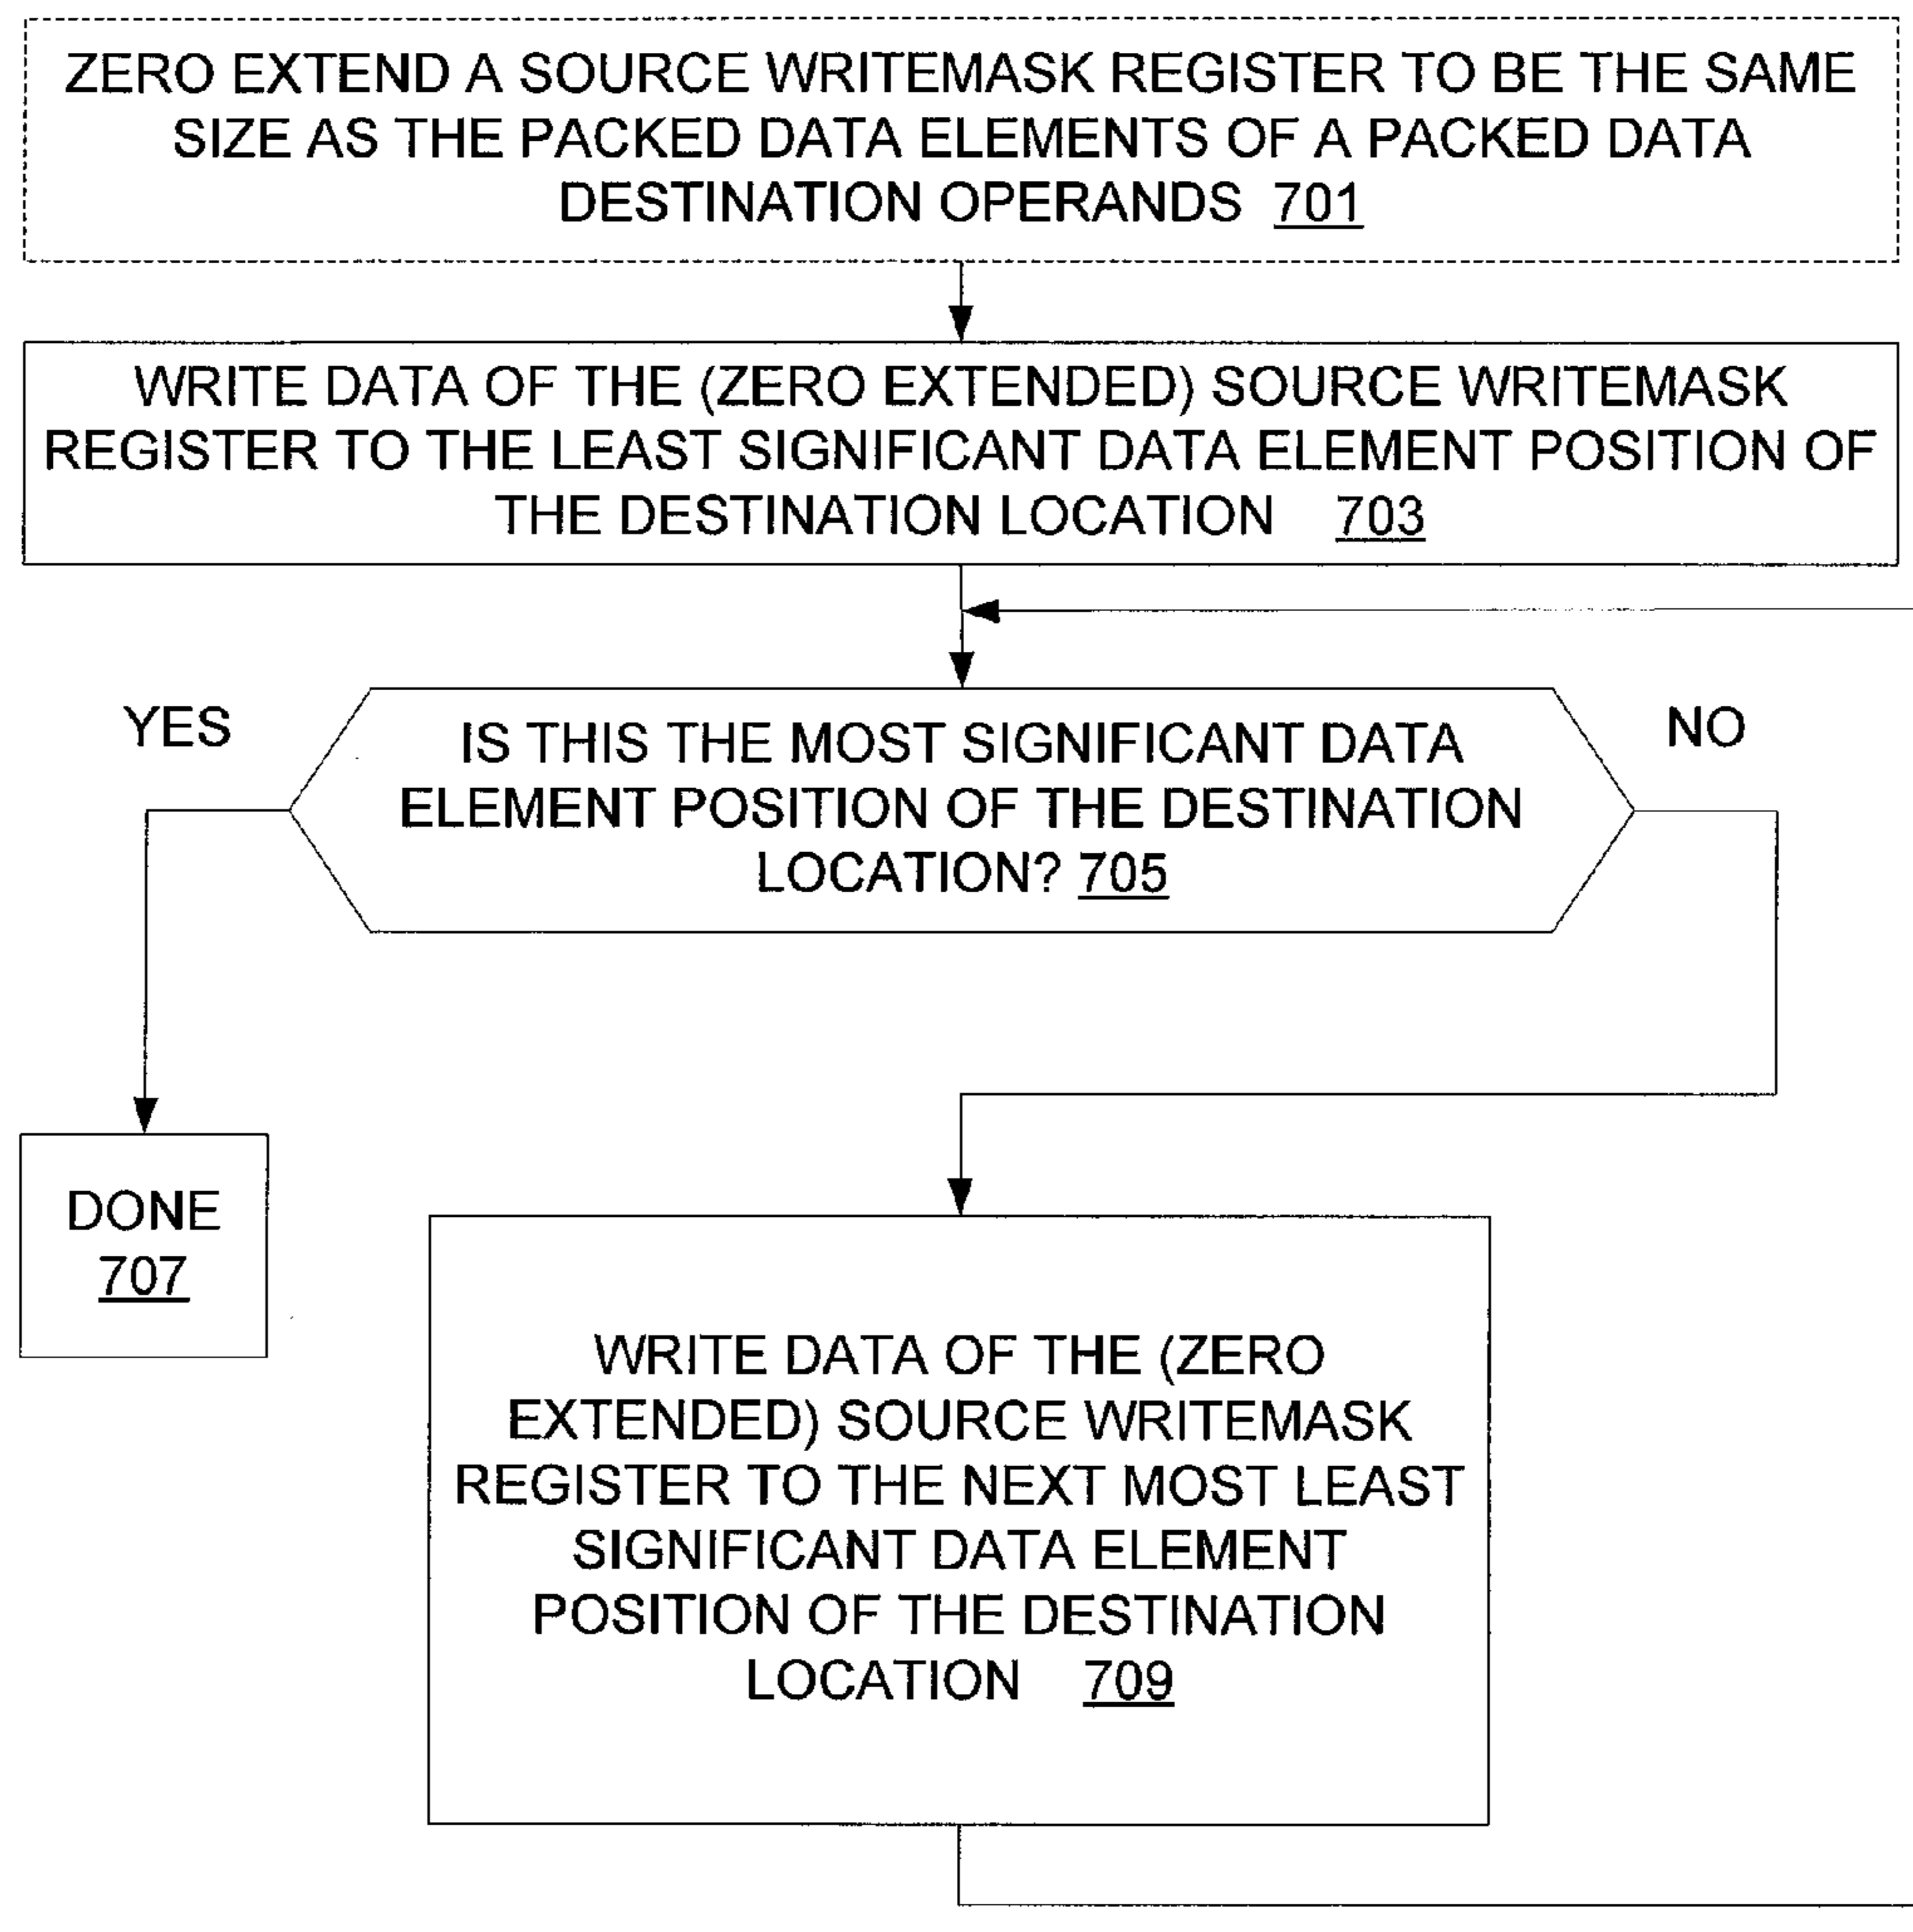 ZERO EXTEND A SOURCE WRITEMASK REGISTER TO BE THE SAME
SIZE AS THE PACKED DATA ELEMENTS OF A PACKED DATA
DESTINATION OPERANDS 701
WRITE DATA OF THE (ZERO EXTENDED) SOURCE WRITEMASK
REGISTER TO THE LEAST SIGNIFICANT DATA ELEMENT POSITION OF
THE DESTINATION LOCATION 703
YES
NO
IS THIS THE MOST SIGNIFICANT DATA
ELEMENT POSITION OF THE DESTINATION
LOCATION? 705
DONE
707
WRITE DATA OF THE (ZERO
EXTENDED) SOURCE WRITEMASK
REGISTER TO THE NEXT MOST LEAST
SIGNIFICANT DATA ELEMENT
POSITION OF THE DESTINATION
LOCATION 709